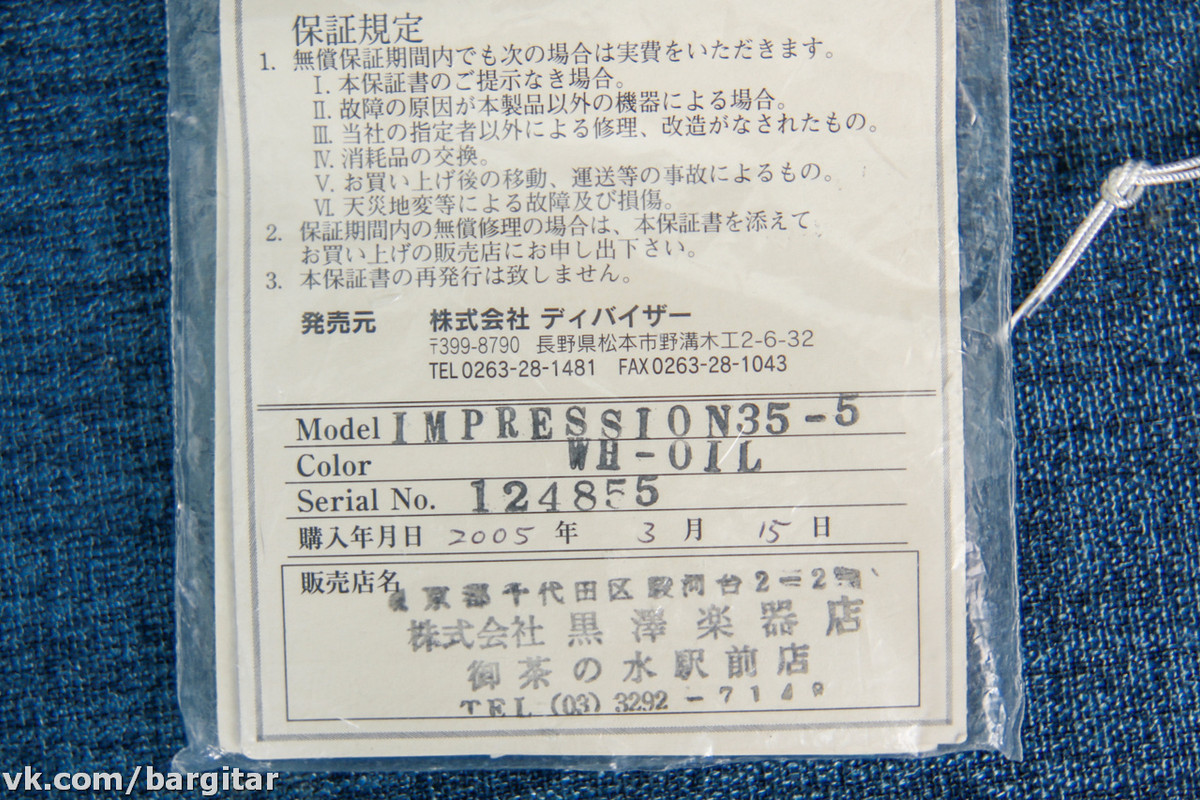 保証規定
1. 無償保証期間内でも次の場合は実費をいただきます。
Ⅰ. 本保証書のご提示なき場合。
Ⅱ. 故障の原因が本製品以外の機器による場合。
Ⅲ. 当社の指定者以外による修理、改造がなされたもの。
Ⅳ. 消耗品の交換。
Ⅴ. お買い上げ後の移動、運送等の事故によるもの。
Ⅵ. 天災地変等による故障及び損傷。
2. 保証期間内の無償修理の場合は、本保証書を添えて、
お買い上げの販売店にお申し出下さい。
3. 本保証書の再発行は致しません。
発売元 株式会社 ディバイザー
〒399-8790 長野県松本市野溝木工2-6-32
TEL 0263-28-1481 FAX 0263-28-1043
Model IMPRESSION35-5
Color WH-OIL
Serial No. 124855
購入年月日 2005 年 3 月 15 日
販売店名
京都千代田区駿河台2-2
株式会社 黒澤楽器店
御茶の水駅前店
TEL (03) 3292-714
vk.com/bargitar